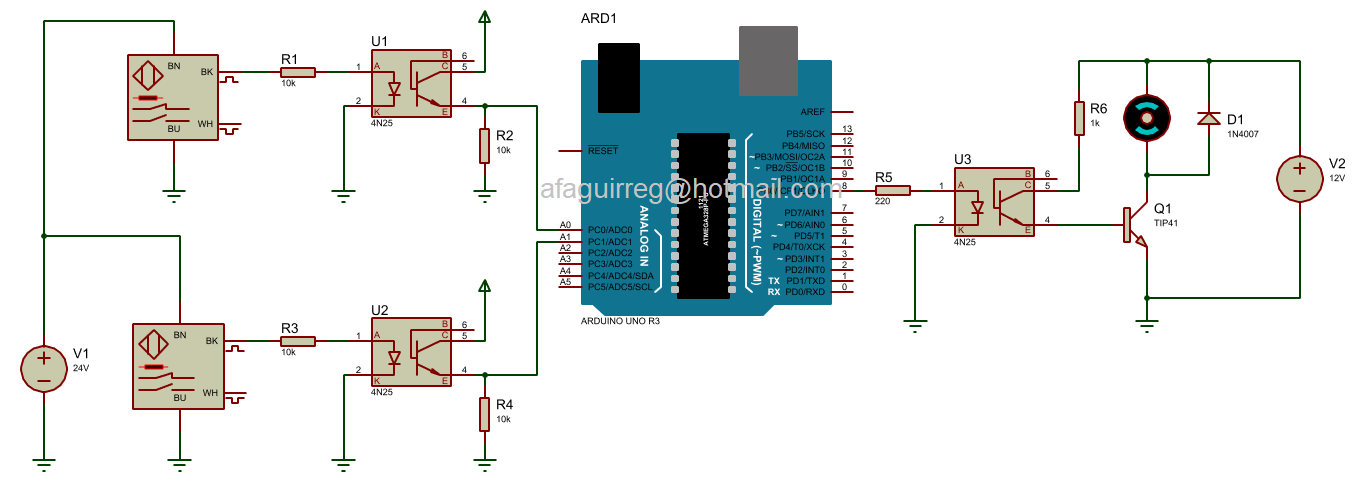 ARD1
BN
BK
WH
BU
R1
10k
U1
A
K
B
C
E
1
2
6
5
4
4N25
R2
10k
BN
BK
WH
BU
R3
10k
U2
A
K
B
C
E
1
2
6
5
4
4N25
R4
10k
V1
24V
RESET
AREF
PB5/SCK 13
PB4/MISO 12
~PB3/MOSI/OC2A 11
~ PB2/SS/OC1B 10
~PB1/OC1A 9
8
PD7/AIN1 7
~PD6/AIN0 6
~ PD5/T1 5
PD4/T0/XCK 4
~PD3/INT1 3
PD2/INT0 2
TX PD1/TXD 1
RX PD0/RXD 0
A0 PC0/ADC0
A1 PC1/ADC1
A2 PC2/ADC2
A3 PC3/ADC3
A4 PC4/ADC4/SDA
A5 PC5/ADC5/SCL
ANALOG IN
DIGITAL (~PWM)
1121
ARDUINO UNO R3
afaguirreg@hotmail.com
R5
220
U3
A
K
B
C
E
1
2
6
5
4
4N25
R6
1k
D1
1N4007
Q1
TIP41
V2
12V